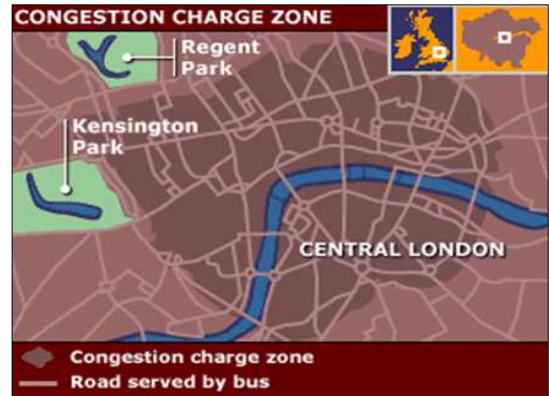 CONGESTION CHARGE ZONE
Regent
Park
Kensington
Park
CENTRAL LONDON
Congestion charge zone
Road served by bus